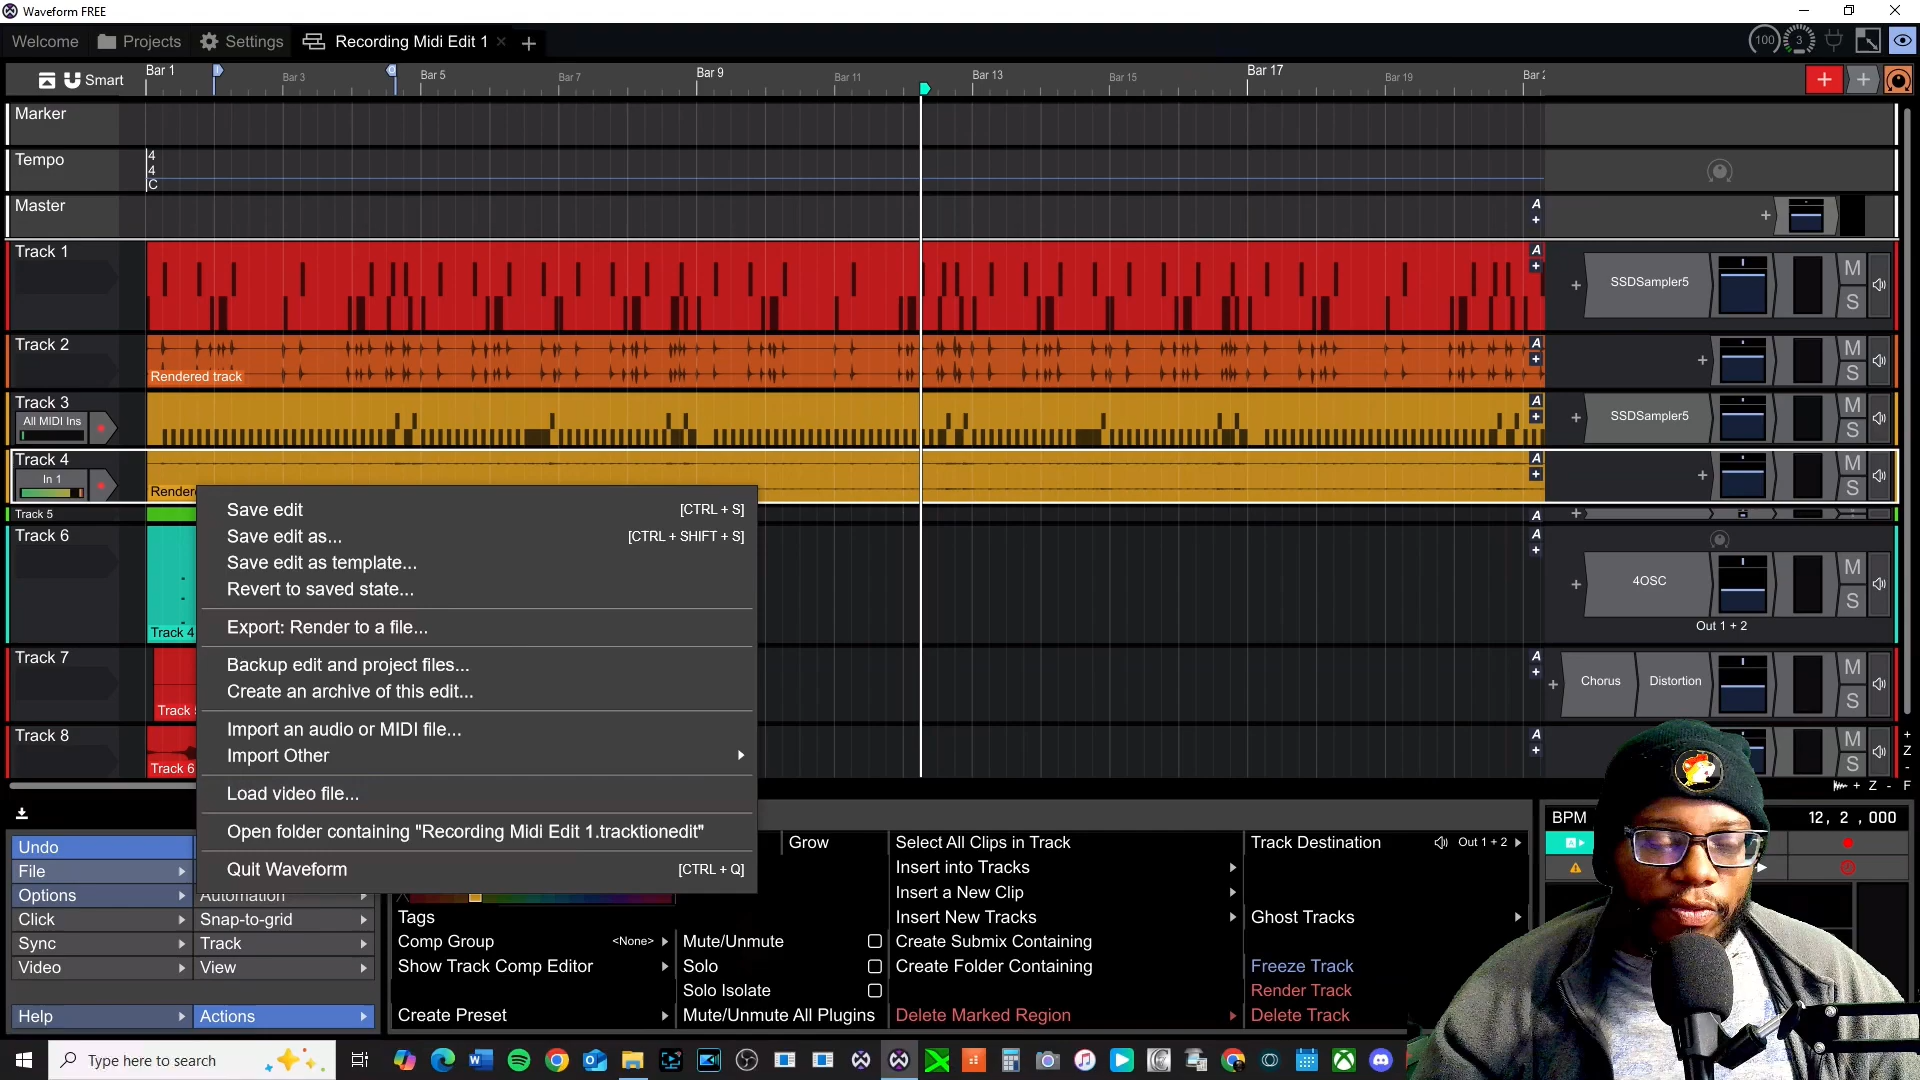 Waveform FREE
Welcome
Projects
Settings
Recording Midi Edit 1
100
3
Smart
Bar 1
Bar 3
Bar 5
Bar 7
Bar 9
Bar 11
Bar 13
Bar 15
Bar 17
Bar 19
Marker
Tempo
4
4
C
Master
A
Track 1
A
SSDSampler5
M
S
Track 2
Rendered track
A
M
S
Track 3
All MIDI Ins
A
SSDSampler5
M
S
Track 4
In 1
A
M
S
Track 5
A
Track 6
Track 4
A
4OSC
M
S
Out 1 + 2
Track 7
A
Chorus
Distortion
M
S
Track 8
Track 6
A
M
S
+
Z
-
+ Z - F
Save edit [CTRL + S]
Save edit as... [CTRL + SHIFT + S]
Save edit as template...
Revert to saved state...
Export: Render to a file...
Backup edit and project files...
Create an archive of this edit...
Import an audio or MIDI file...
Import Other
Load video file...
Open folder containing "Recording Midi Edit 1.tracktionedit"
Quit Waveform [CTRL + Q]
Undo
File
Options
Automation
Click
Snap-to-grid
Sync
Track
Video
View
Help
Actions
Grow
Tags
Comp Group <None>
Show Track Comp Editor
Create Preset
Mute/Unmute
Solo
Solo Isolate
Mute/Unmute All Plugins
Select All Clips in Track
Insert into Tracks
Insert a New Clip
Insert New Tracks
Create Submix Containing
Create Folder Containing
Delete Marked Region
Track Destination Out 1 + 2
Ghost Tracks
Freeze Track
Render Track
Delete Track
BPM
12, 2 , 000
Type here to search